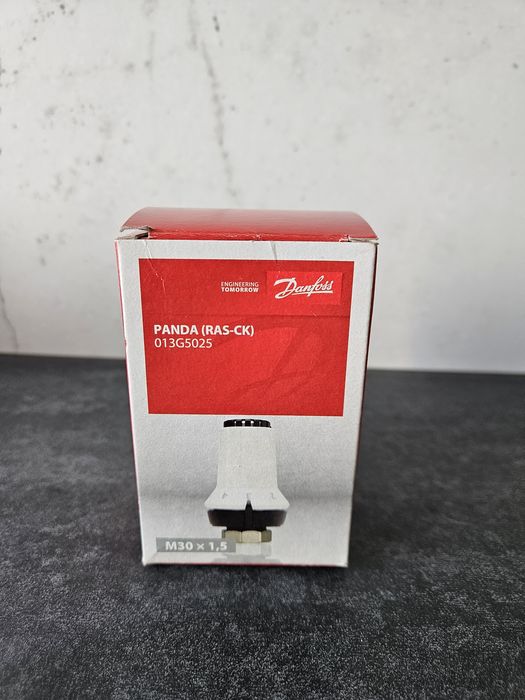 ENGINEERING
TOMORROW
Danfoss
PANDA (RAS-CK)
013G5025
M30 × 1,5